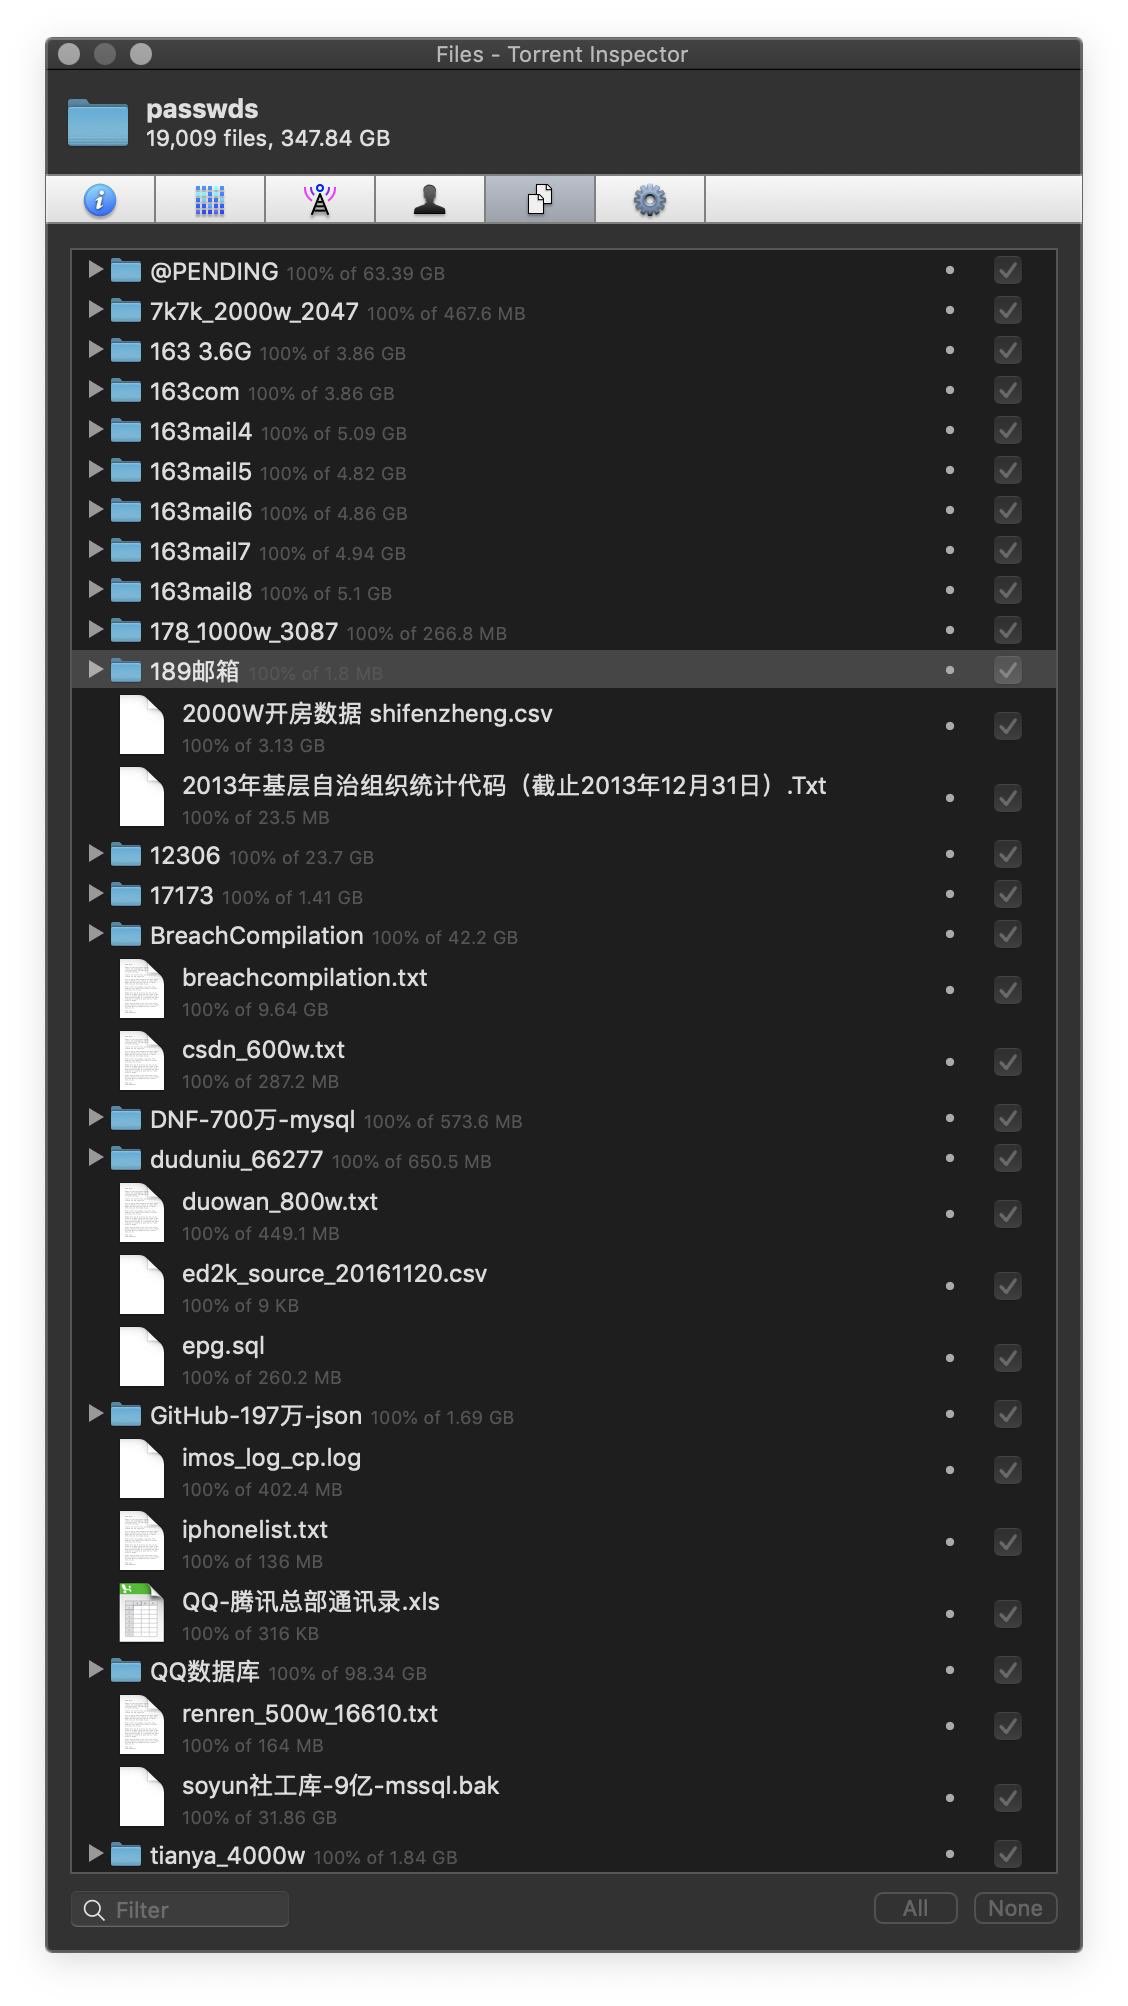 Files - Torrent Inspector
passwds
19,009 files, 347.84 GB
@PENDING 100% of 63.39 GB
7k7k_2000w_2047 100% of 467.6 MB
163 3.6G 100% of 3.86 GB
163com 100% of 3.86 GB
163mail4 100% of 5.09 GB
163mail5 100% of 4.82 GB
163mail6 100% of 4.86 GB
163mail7 100% of 4.94 GB
163mail8 100% of 5.1 GB
178_1000w_3087 100% of 266.8 MB
189邮箱 100% of 1.8 MB
2000W开房数据 shifenzheng.csv
100% of 3.13 GB
2013年基层自治组织统计代码（截止2013年12月31日）.Txt
100% of 23.5 MB
12306 100% of 23.7 GB
17173 100% of 1.41 GB
BreachCompilation 100% of 42.2 GB
breachcompilation.txt
100% of 9.64 GB
csdn_600w.txt
100% of 287.2 MB
DNF-700万-mysql 100% of 573.6 MB
duduniu_66277 100% of 650.5 MB
duowan_800w.txt
100% of 449.1 MB
ed2k_source_20161120.csv
100% of 9 KB
epg.sql
100% of 260.2 MB
GitHub-197万-json 100% of 1.69 GB
imos_log_cp.log
100% of 402.4 MB
iphonelist.txt
100% of 136 MB
QQ-腾讯总部通讯录.xls
100% of 316 KB
QQ数据库 100% of 98.34 GB
renren_500w_16610.txt
100% of 164 MB
soyun社工库-9亿-mssql.bak
100% of 31.86 GB
tianya_4000w 100% of 1.84 GB
Filter All None